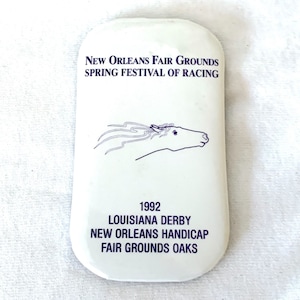 NEW ORLEANS FAIR GROUNDS
SPRING FESTIVAL OF RACING
1992
LOUISIANA DERBY
NEW ORLEANS HANDICAP
FAIR GROUNDS OAKS